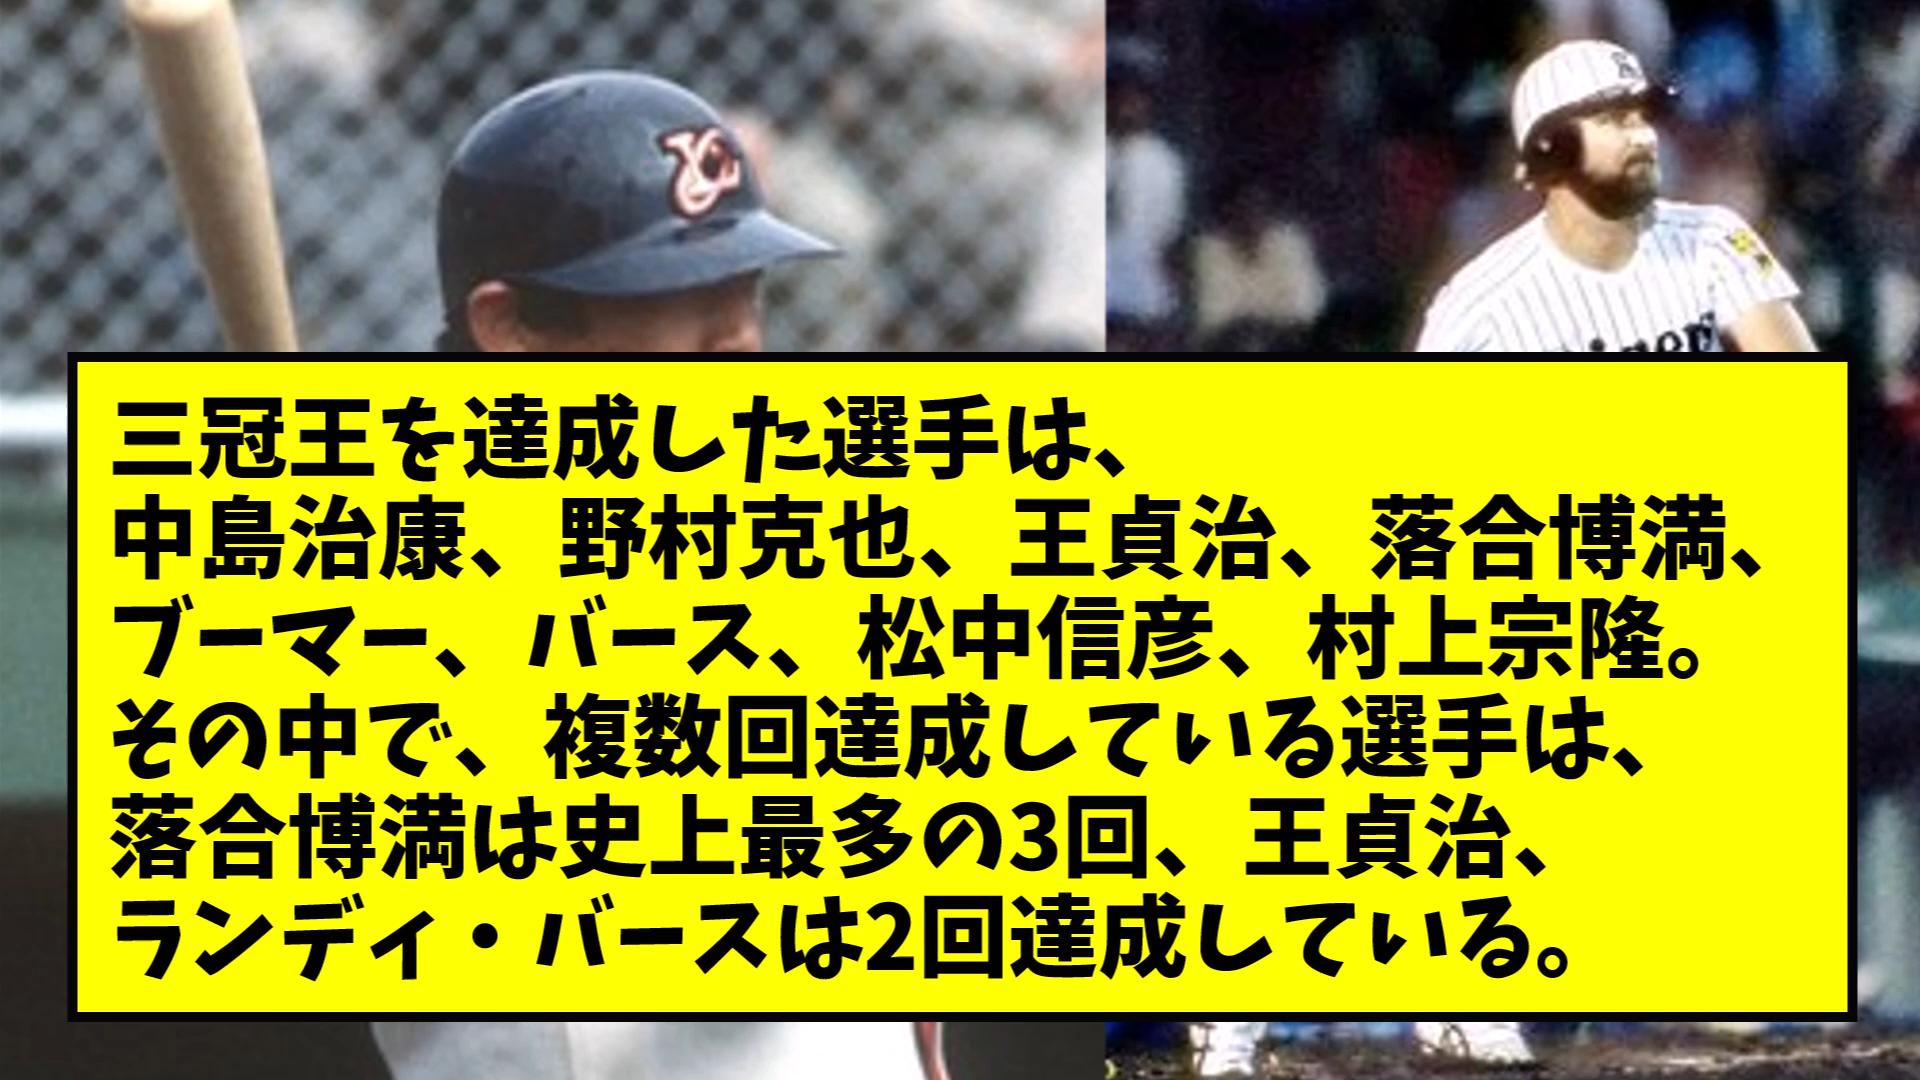 三冠王を達成した選手は、
中島治康、野村克也、王貞治、落合博満、
ブーマー、バース、松中信彦、村上宗隆。
その中で、複数回達成している選手は、
落合博満は史上最多の3回、王貞治、
ランディ・バースは2回達成している。